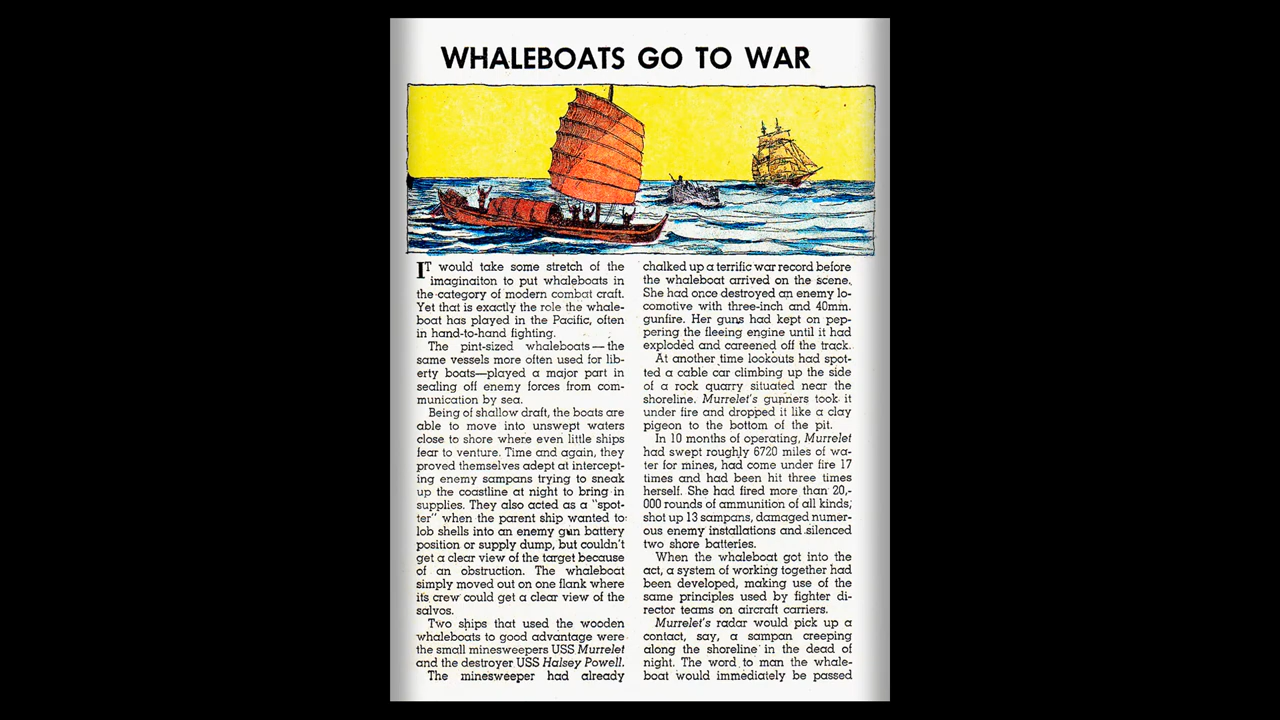 WHALEBOATS GO TO WAR
IT would take some stretch of the
imaginaiton to put whaleboats in
the category of modern combat craft.
Yet that is exactly the role the whale-
boat has played in the Pacific, often
in hand-to-hand fighting.
The pint-sized whaleboats—the
same vessels more often used for lib-
erty boats—played a major part in
sealing off enemy forces from com-
munication by sea.
Being of shallow draft, the boats are
able to move into unswept waters
close to shore where even little ships
fear to venture. Time and again, they
proved themselves adept at intercept-
ing enemy sampans trying to sneak
up the coastline at night to bring in
supplies. They also acted as a "spot-
ter" when the parent ship wanted to
lob shells into an enemy gun battery
position or supply dump, but couldn't
get a clear view of the target because
of an obstruction. The whaleboat
simply moved out on one flank where
its crew could get a clear view of the
salvos.
Two ships that used the wooden
whaleboats to good advantage were
the small minesweepers USS Murrelet
and the destroyer USS Halsey Powell.
The minesweeper had already
chalked up a terrific war record before
the whaleboat arrived on the scene.
She had once destroyed an enemy lo-
comotive with three-inch and 40mm.
gunfire. Her guns had kept on pep-
pering the fleeing engine until it had
exploded and careened off the track.
At another time lookouts had spot-
ted a cable car climbing up the side
of a rock quarry situated near the
shoreline. Murrelet's gunners took it
under fire and dropped it like a clay
pigeon to the bottom of the pit.
In 10 months of operating, Murrelet
had swept roughly 6720 miles of wa-
ter for mines, had come under fire 17
times and had been hit three times
herself. She had fired more than 20,-
000 rounds of ammunition of all kinds,
shot up 13 sampans, damaged numer-
ous enemy installations and silenced
two shore batteries.
When the whaleboat got into the
act, a system of working together had
been developed, making use of the
same principles used by fighter di-
rector teams on aircraft carriers.
Murrelet's radar would pick up a
contact, say, a sampan creeping
along the shoreline in the dead of
night. The word to man the whale-
boat would immediately be passed